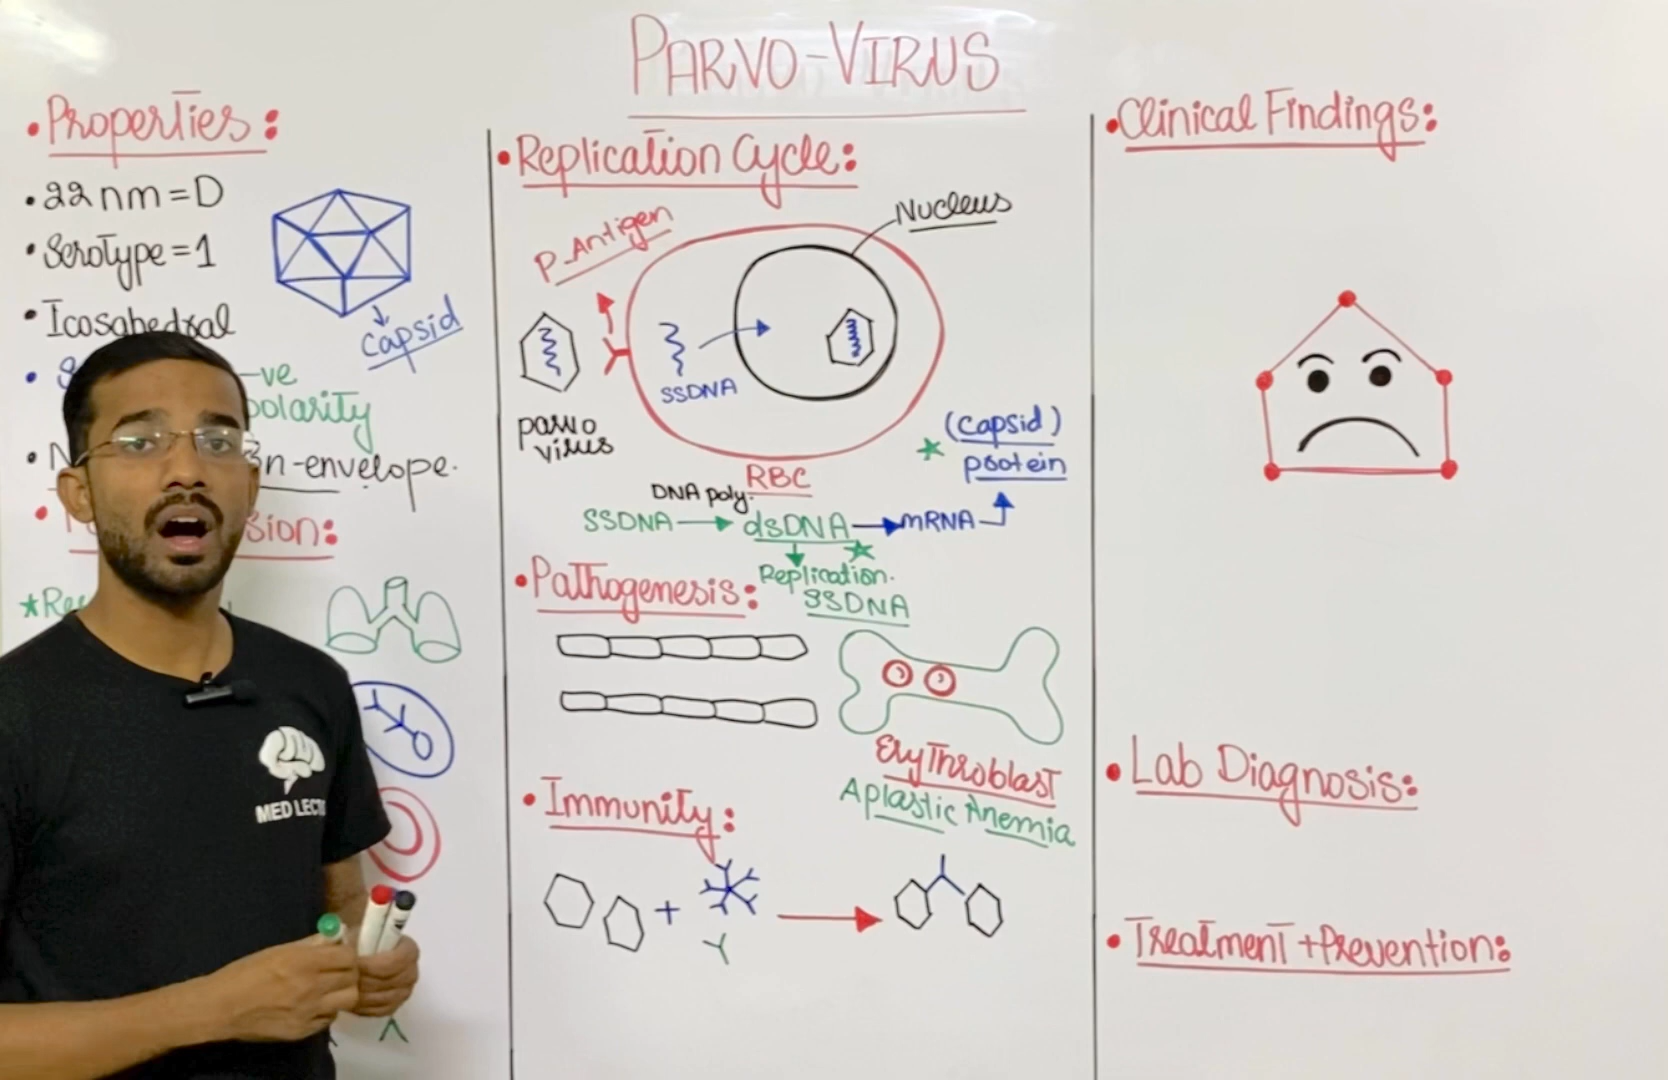 PARVO-VIRUS
• Properties:
• 22 nm = D
• Serotype = 1
• Icosahedral
capsid
-ve
polarity
Bn-envelope.
sion:
• Replication Cycle:
P-Antigen
Nucleus
SSDNA
parvo
virus
RBC
(capsid)
protein
DNA poly.
SSDNA → dsDNA → mRNA
Replication.
SSDNA
• Pathogenesis:
Erythroblast
Aplastic Anemia
• Immunity:
+
• Clinical Findings:
• Lab Diagnosis:
• Treatment + Prevention:
MED LECT